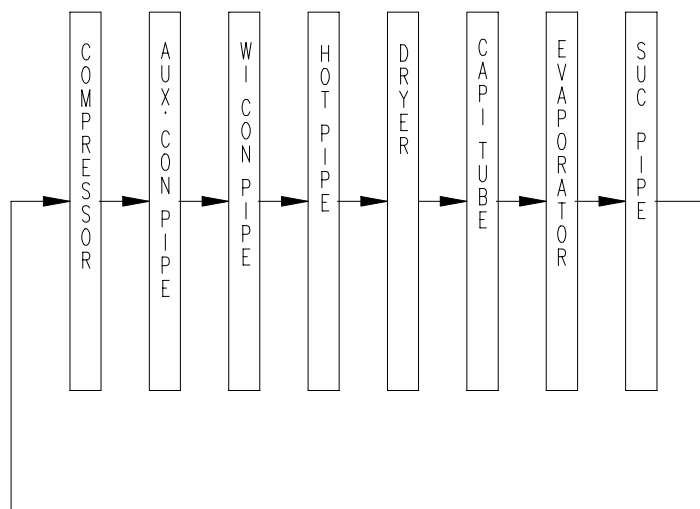 COMPRESSOR
AUX·CON PIPE
WI CON PIPE
HOT PIPE
DRYER
CAPI TUBE
EVAPORATOR
SUC PIPE